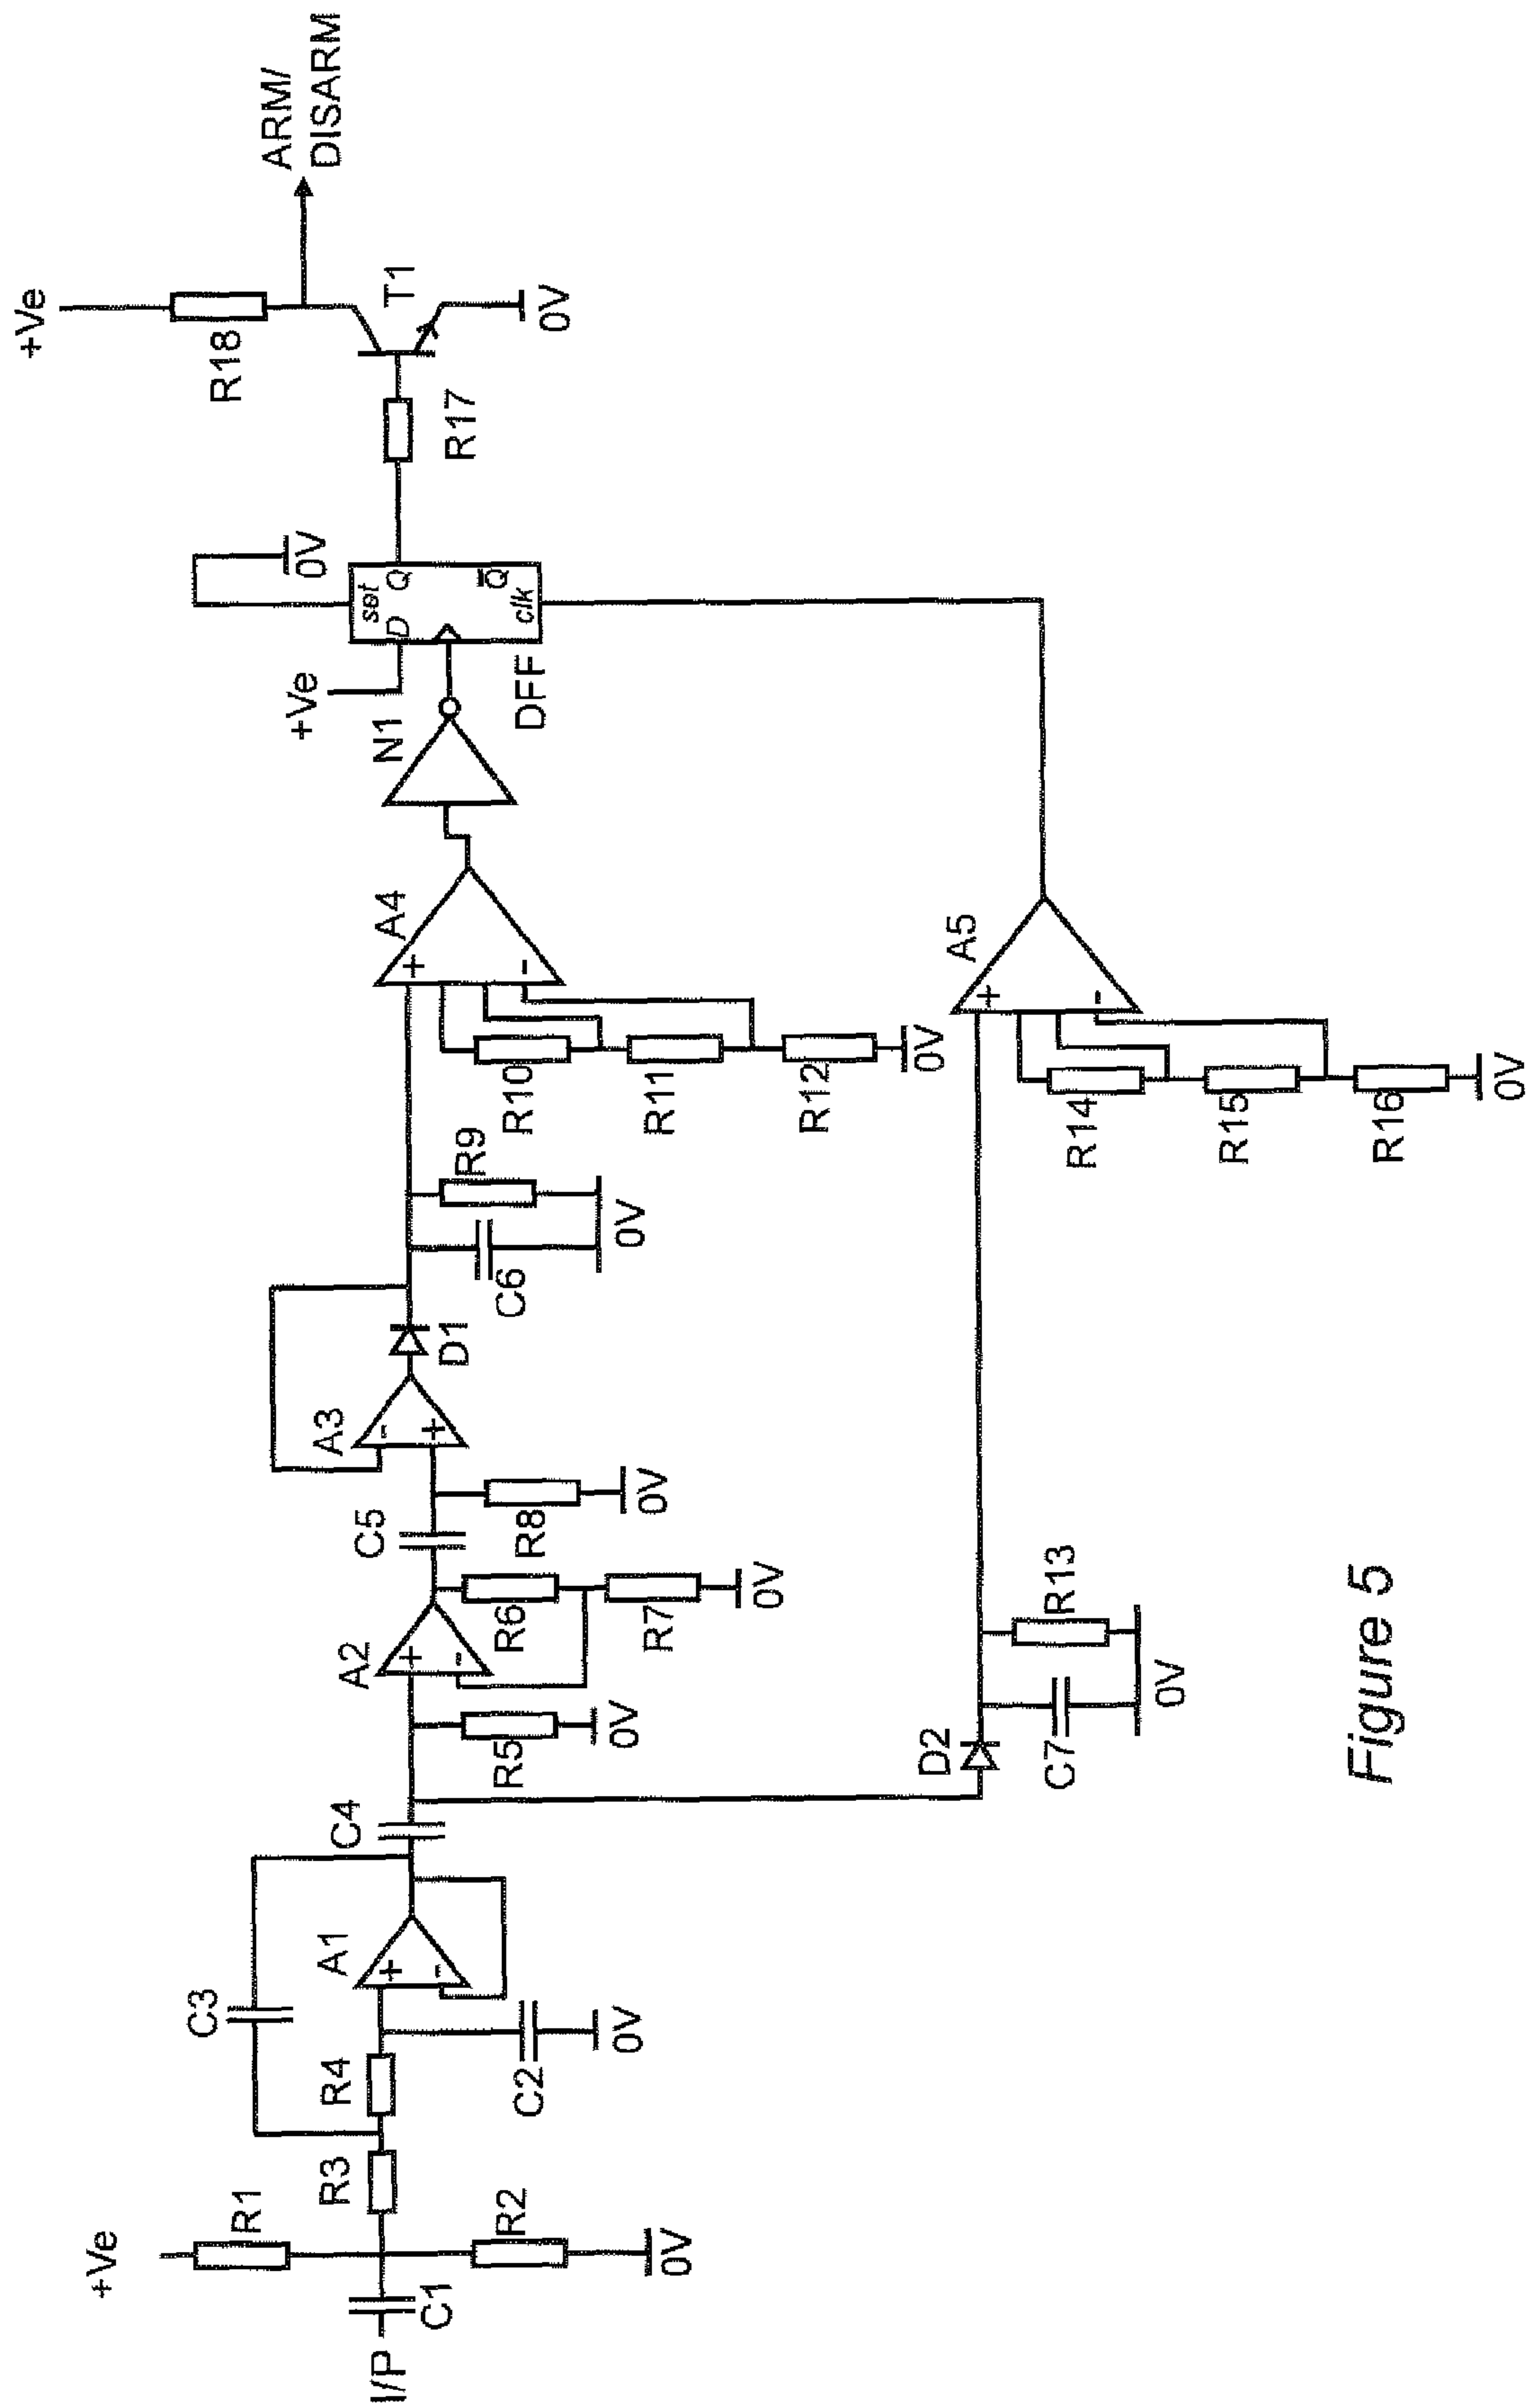 +Ve
R18
ARM/
DISARM
T1
0V
R17
0V
set
D
Q
Q̅
clk
+Ve
N1
DFF
A4
+
-
R10
R11
R12
0V
A5
+
-
R14
R15
R16
0V
R9
C6
0V
D1
A3
-
+
C5
R8
0V
A2
+
-
R6
R7
0V
R5
0V
D2
C7
R13
0V
C4
A1
+
-
C3
R4
C2
0V
R3
+Ve
R1
R2
0V
C1
I/P
Figure 5